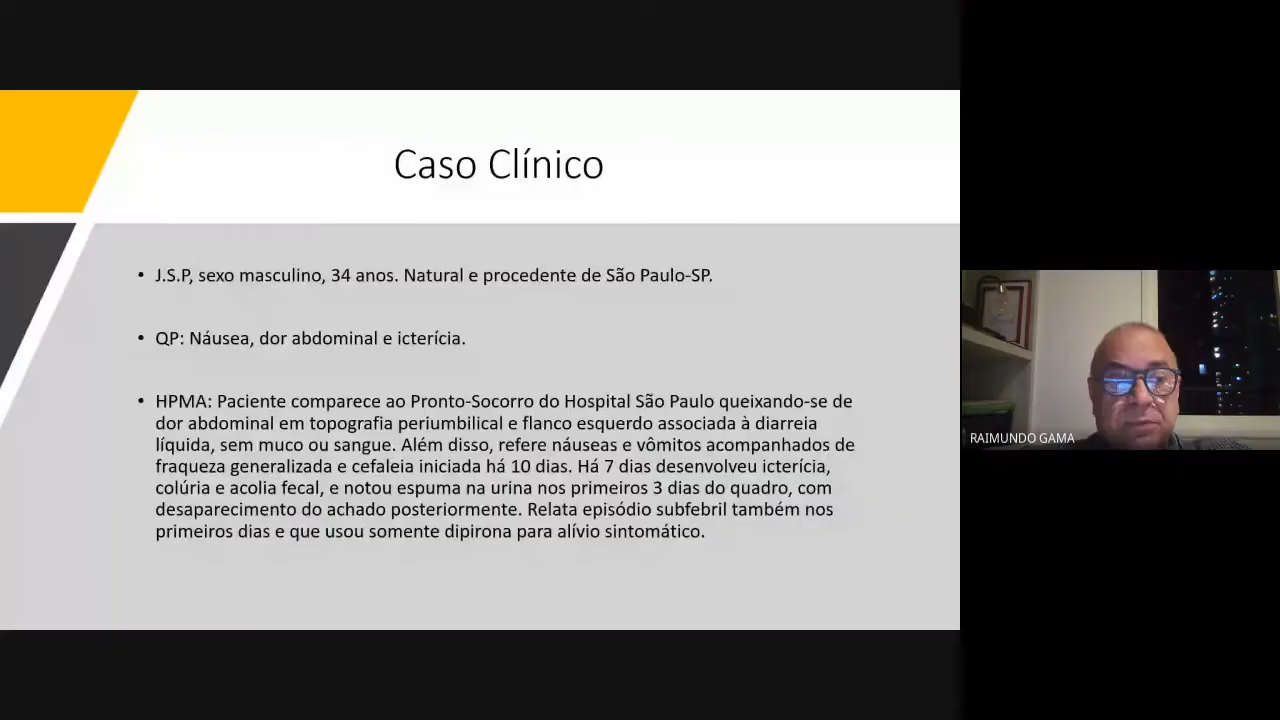 Caso Clínico
• J.S.P, sexo masculino, 34 anos. Natural e procedente de São Paulo-SP.
• QP: Náusea, dor abdominal e icterícia.
• HPMA: Paciente comparece ao Pronto-Socorro do Hospital São Paulo queixando-se de
dor abdominal em topografia periumbilical e flanco esquerdo associada à diarreia
líquida, sem muco ou sangue. Além disso, refere náuseas e vômitos acompanhados de
fraqueza generalizada e cefaleia iniciada há 10 dias. Há 7 dias desenvolveu icterícia,
colúria e acolia fecal, e notou espuma na urina nos primeiros 3 dias do quadro, com
desaparecimento do achado posteriormente. Relata episódio subfebril também nos
primeiros dias e que usou somente dipirona para alívio sintomático.
RAIMUNDO GAMA